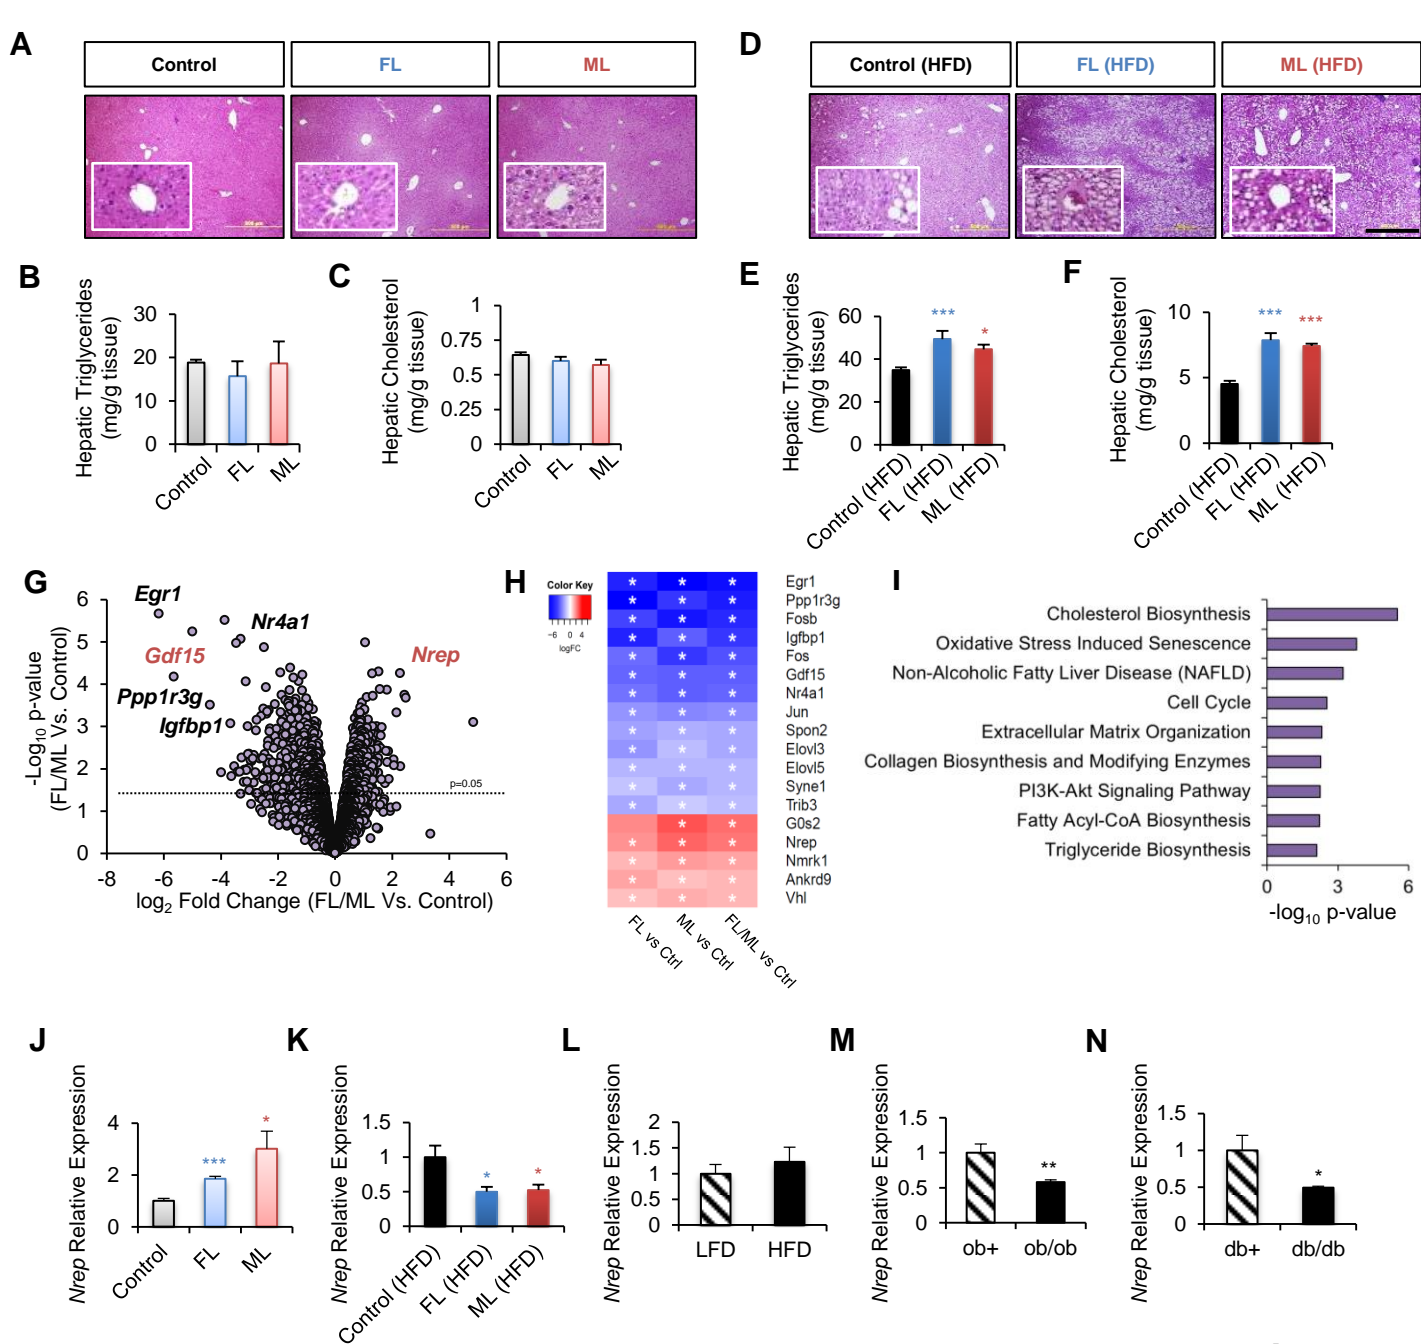 A
Control
FL
ML
D
Control (HFD)
FL (HFD)
ML (HFD)
B
Hepatic Triglycerides
(mg/g tissue)
30
20
10
0
Control
FL
ML
C
Hepatic Cholesterol
(mg/g tissue)
1
0.75
0.5
0.25
0
Control
FL
ML
E
Hepatic Triglycerides
(mg/g tissue)
60
40
20
0
***
*
Control (HFD)
FL (HFD)
ML (HFD)
F
Hepatic Cholesterol
(mg/g tissue)
10
5
0
***
***
Control (HFD)
FL (HFD)
ML (HFD)
G
-Log10 p-value
(FL/ML Vs. Control)
6
5
4
3
2
1
0
Egr1
Nr4a1
Gdf15
Nrep
Ppp1r3g
Igfbp1
p=0.05
-8
-6
-4
-2
0
2
4
6
log2 Fold Change (FL/ML Vs. Control)
H
Color Key
-6 0 4
logFC
Egr1
Ppp1r3g
Fosb
Igfbp1
Fos
Gdf15
Nr4a1
Jun
Spon2
Elovl3
Elovl5
Syne1
Trib3
G0s2
Nrep
Nmrk1
Ankrd9
Vhl
FL vs Ctrl
ML vs Ctrl
FL/ML vs Ctrl
I
Cholesterol Biosynthesis
Oxidative Stress Induced Senescence
Non-Alcoholic Fatty Liver Disease (NAFLD)
Cell Cycle
Extracellular Matrix Organization
Collagen Biosynthesis and Modifying Enzymes
PI3K-Akt Signaling Pathway
Fatty Acyl-CoA Biosynthesis
Triglyceride Biosynthesis
0
3
6
-log10 p-value
J
Nrep Relative Expression
4
2
0
***
*
Control
FL
ML
K
Nrep Relative Expression
1.5
1
0.5
0
*
*
Control (HFD)
FL (HFD)
ML (HFD)
L
Nrep Relative Expression
2
1.5
1
0.5
0
LFD
HFD
M
Nrep Relative Expression
1.5
1
0.5
0
**
ob+
ob/ob
N
Nrep Relative Expression
1.5
1
0.5
0
*
db+
db/db